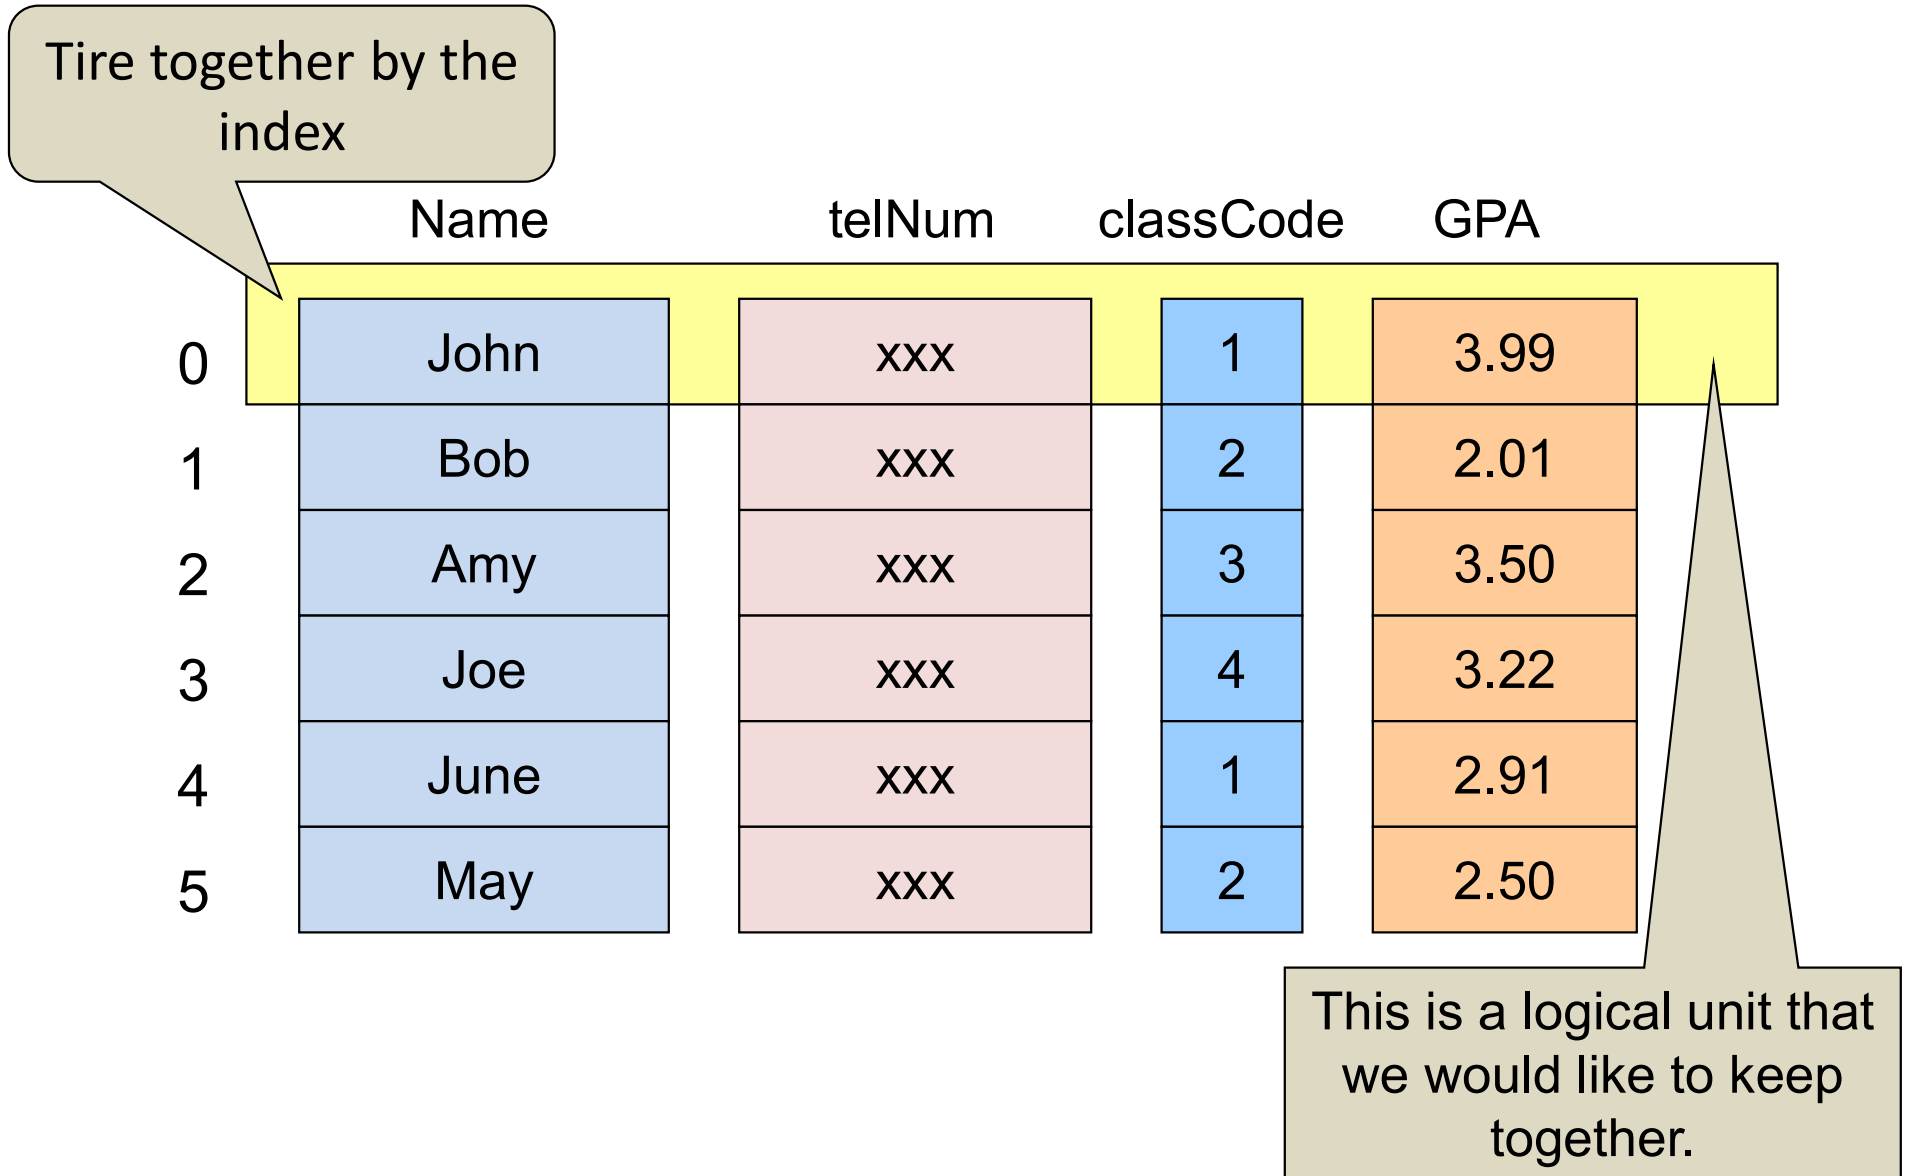 Tire together by the
index
Name telNum classCode GPA
0 John xxx 1 3.99
1 Bob xxx 2 2.01
2 Amy xxx 3 3.50
3 Joe xxx 4 3.22
4 June xxx 1 2.91
5 May xxx 2 2.50
This is a logical unit that
we would like to keep
together.